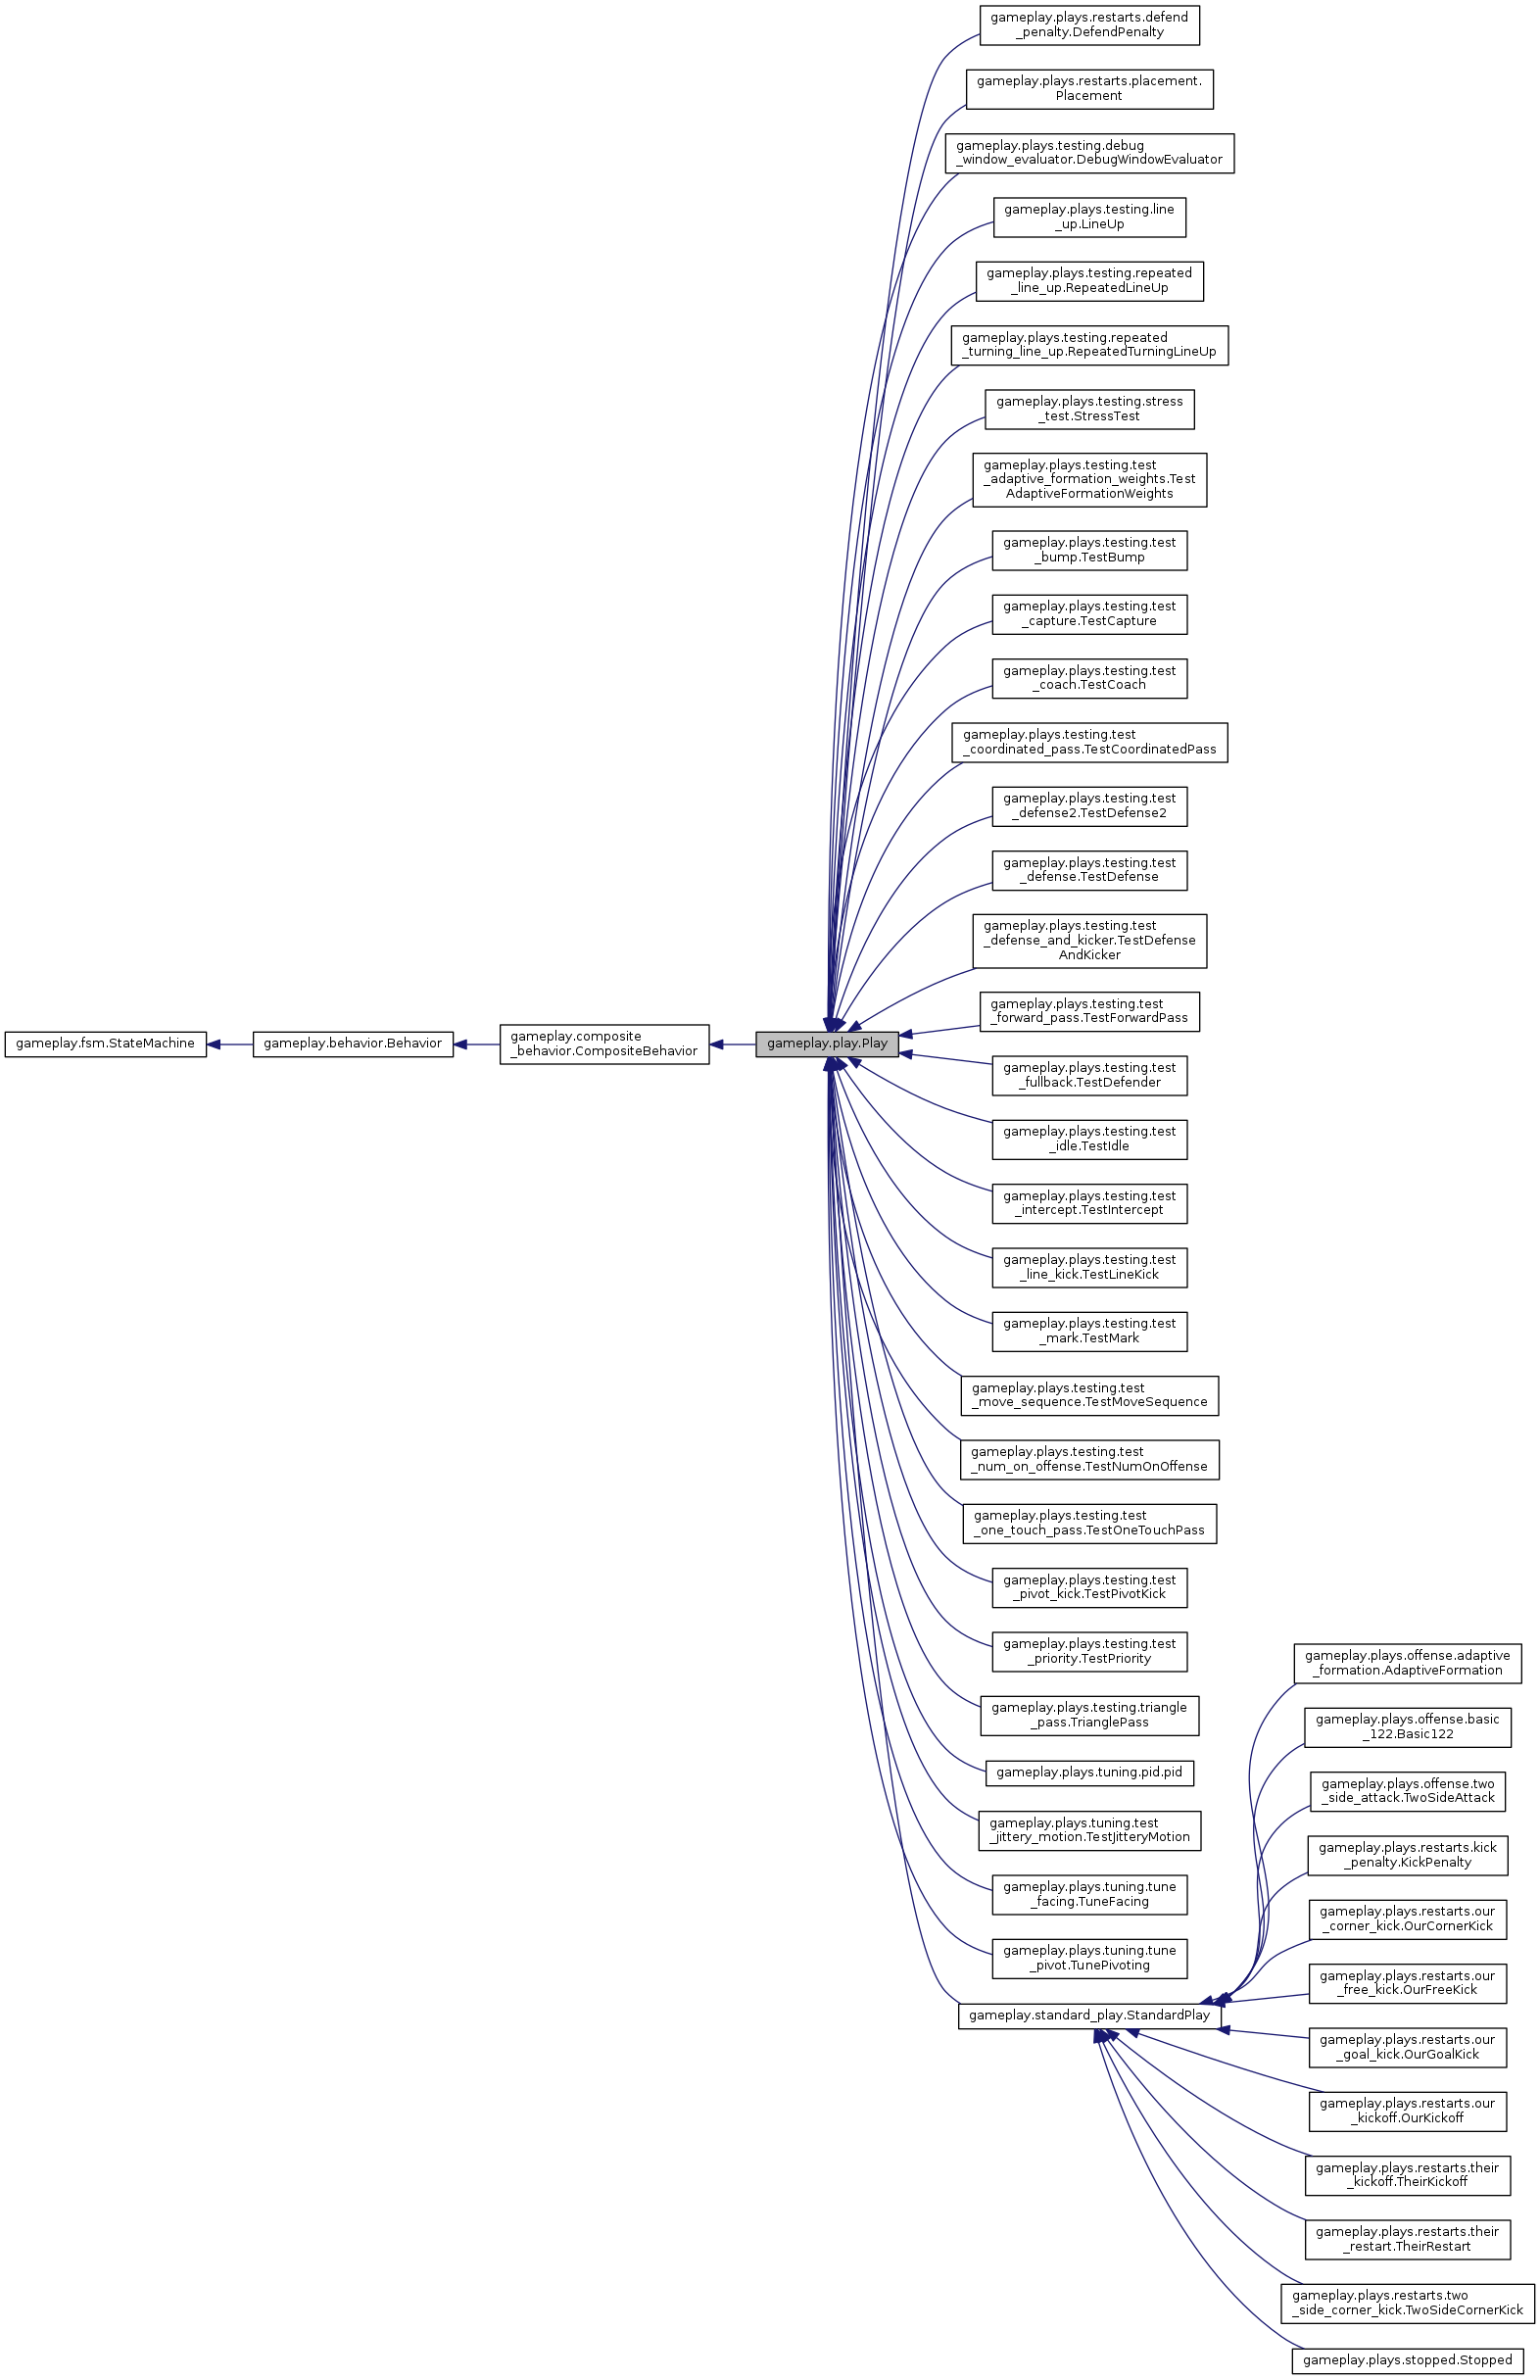 gameplay.fsm.StateMachine
gameplay.behavior.Behavior
gameplay.composite
_behavior.CompositeBehavior
gameplay.play.Play
gameplay.plays.restarts.defend
_penalty.DefendPenalty
gameplay.plays.restarts.placement.
Placement
gameplay.plays.testing.debug
_window_evaluator.DebugWindowEvaluator
gameplay.plays.testing.line
_up.LineUp
gameplay.plays.testing.repeated
_line_up.RepeatedLineUp
gameplay.plays.testing.repeated
_turning_line_up.RepeatedTurningLineUp
gameplay.plays.testing.stress
_test.StressTest
gameplay.plays.testing.test
_adaptive_formation_weights.Test
AdaptiveFormationWeights
gameplay.plays.testing.test
_bump.TestBump
gameplay.plays.testing.test
_capture.TestCapture
gameplay.plays.testing.test
_coach.TestCoach
gameplay.plays.testing.test
_coordinated_pass.TestCoordinatedPass
gameplay.plays.testing.test
_defense2.TestDefense2
gameplay.plays.testing.test
_defense.TestDefense
gameplay.plays.testing.test
_defense_and_kicker.TestDefense
AndKicker
gameplay.plays.testing.test
_forward_pass.TestForwardPass
gameplay.plays.testing.test
_fullback.TestDefender
gameplay.plays.testing.test
_idle.TestIdle
gameplay.plays.testing.test
_intercept.TestIntercept
gameplay.plays.testing.test
_line_kick.TestLineKick
gameplay.plays.testing.test
_mark.TestMark
gameplay.plays.testing.test
_move_sequence.TestMoveSequence
gameplay.plays.testing.test
_num_on_offense.TestNumOnOffense
gameplay.plays.testing.test
_one_touch_pass.TestOneTouchPass
gameplay.plays.testing.test
_pivot_kick.TestPivotKick
gameplay.plays.testing.test
_priority.TestPriority
gameplay.plays.testing.triangle
_pass.TrianglePass
gameplay.plays.tuning.pid.pid
gameplay.plays.tuning.test
_jittery_motion.TestJitteryMotion
gameplay.plays.tuning.tune
_facing.TuneFacing
gameplay.plays.tuning.tune
_pivot.TunePivoting
gameplay.standard_play.StandardPlay
gameplay.plays.offense.adaptive
_formation.AdaptiveFormation
gameplay.plays.offense.basic
_122.Basic122
gameplay.plays.offense.two
_side_attack.TwoSideAttack
gameplay.plays.restarts.kick
_penalty.KickPenalty
gameplay.plays.restarts.our
_corner_kick.OurCornerKick
gameplay.plays.restarts.our
_free_kick.OurFreeKick
gameplay.plays.restarts.our
_goal_kick.OurGoalKick
gameplay.plays.restarts.our
_kickoff.OurKickoff
gameplay.plays.restarts.their
_kickoff.TheirKickoff
gameplay.plays.restarts.their
_restart.TheirRestart
gameplay.plays.restarts.two
_side_corner_kick.TwoSideCornerKick
gameplay.plays.stopped.Stopped